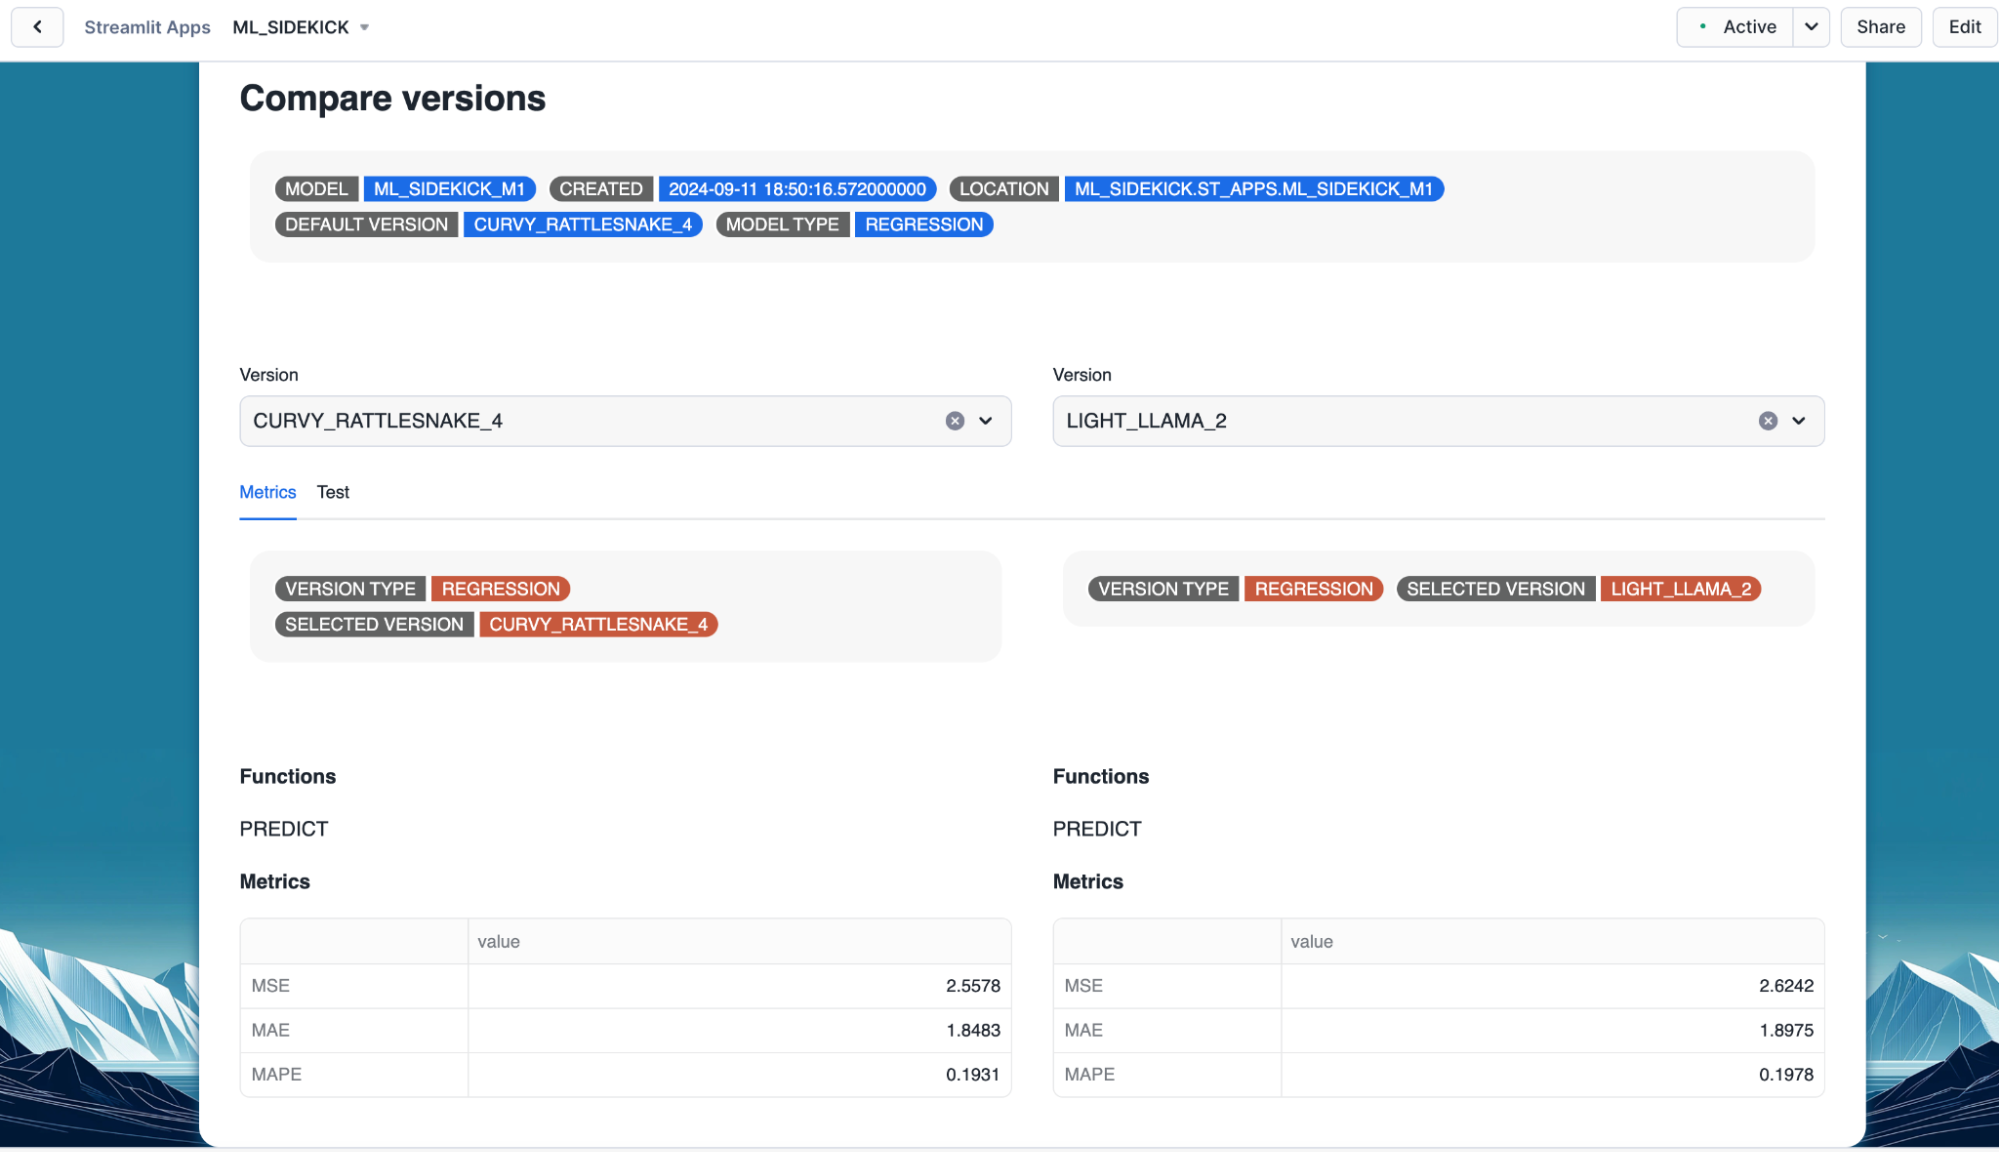 Streamlit Apps ML_SIDEKICK Active Share Edit
Compare versions
MODEL ML_SIDEKICK_M1 CREATED 2024-09-11 18:50:16.572000000 LOCATION ML_SIDEKICK.ST_APPS.ML_SIDEKICK_M1
DEFAULT VERSION CURVY_RATTLESNAKE_4 MODEL TYPE REGRESSION
Version
CURVY_RATTLESNAKE_4
Version
LIGHT_LLAMA_2
Metrics Test
VERSION TYPE REGRESSION
SELECTED VERSION CURVY_RATTLESNAKE_4
VERSION TYPE REGRESSION SELECTED VERSION LIGHT_LLAMA_2
Functions
PREDICT
Metrics
value
MSE 2.5578
MAE 1.8483
MAPE 0.1931
Functions
PREDICT
Metrics
value
MSE 2.6242
MAE 1.8975
MAPE 0.1978